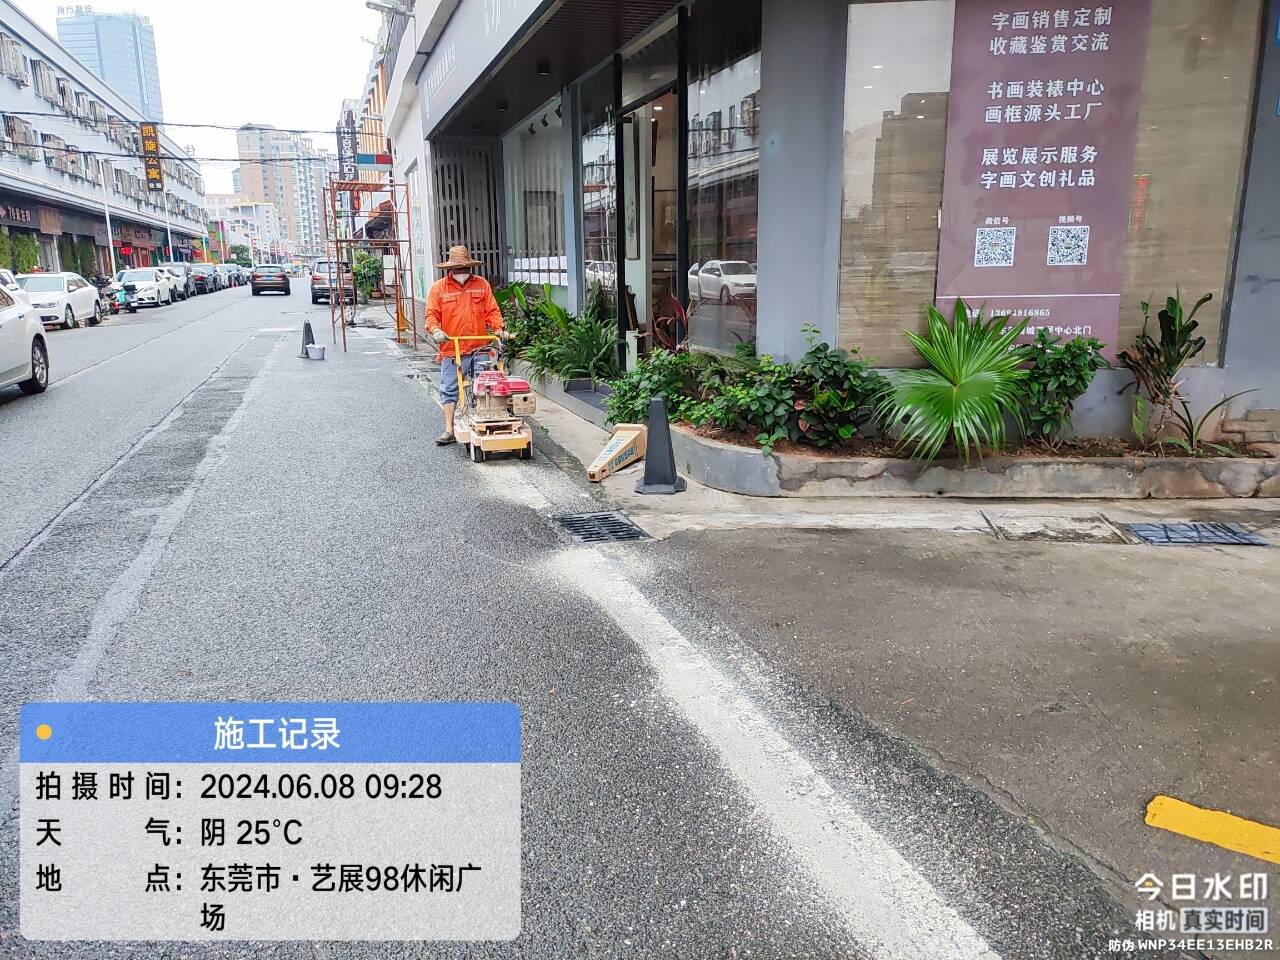 字画销售定制
收藏鉴赏交流
书画装裱中心
画框源头工厂
展览展示服务
字画文创礼品
微信号
视频号
13694916865
凯旋公寓
施工记录
拍摄时间：2024.06.08 09:28
天气：阴 25°C
地点：东莞市·艺展98休闲广
场
今日水印
相机 真实时间
防伪 WNP34EE13EHB2R